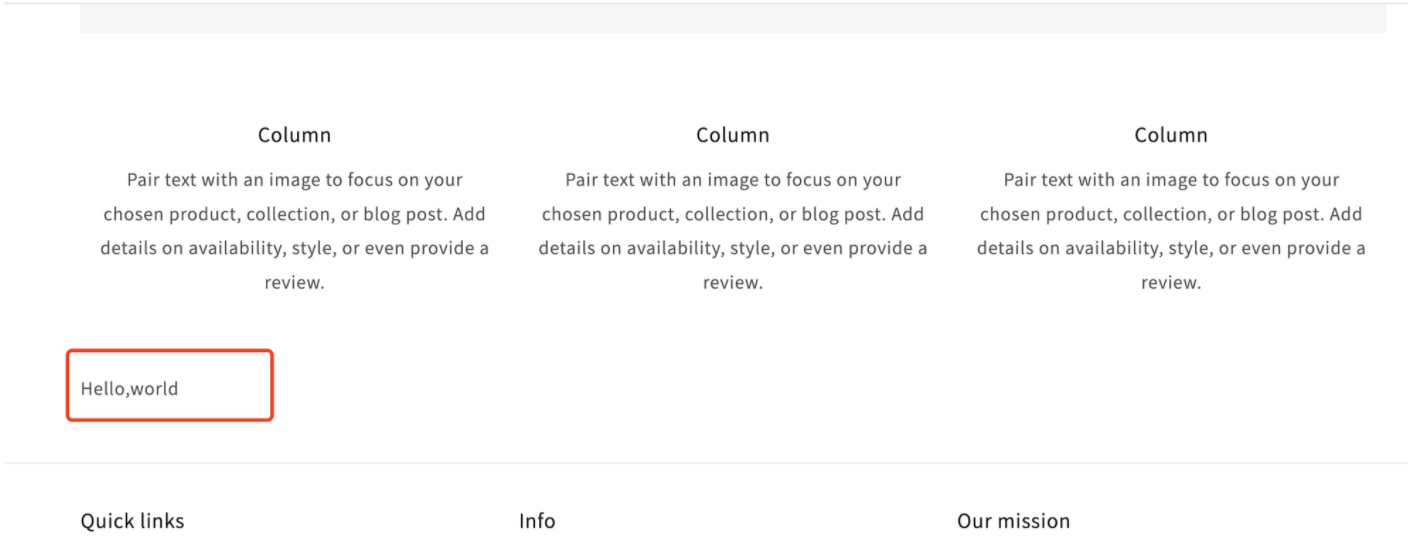 Column
Pair text with an image to focus on your
chosen product, collection, or blog post. Add
details on availability, style, or even provide a
review.
Column
Pair text with an image to focus on your
chosen product, collection, or blog post. Add
details on availability, style, or even provide a
review.
Column
Pair text with an image to focus on your
chosen product, collection, or blog post. Add
details on availability, style, or even provide a
review.
Hello,world
Quick links
Info
Our mission